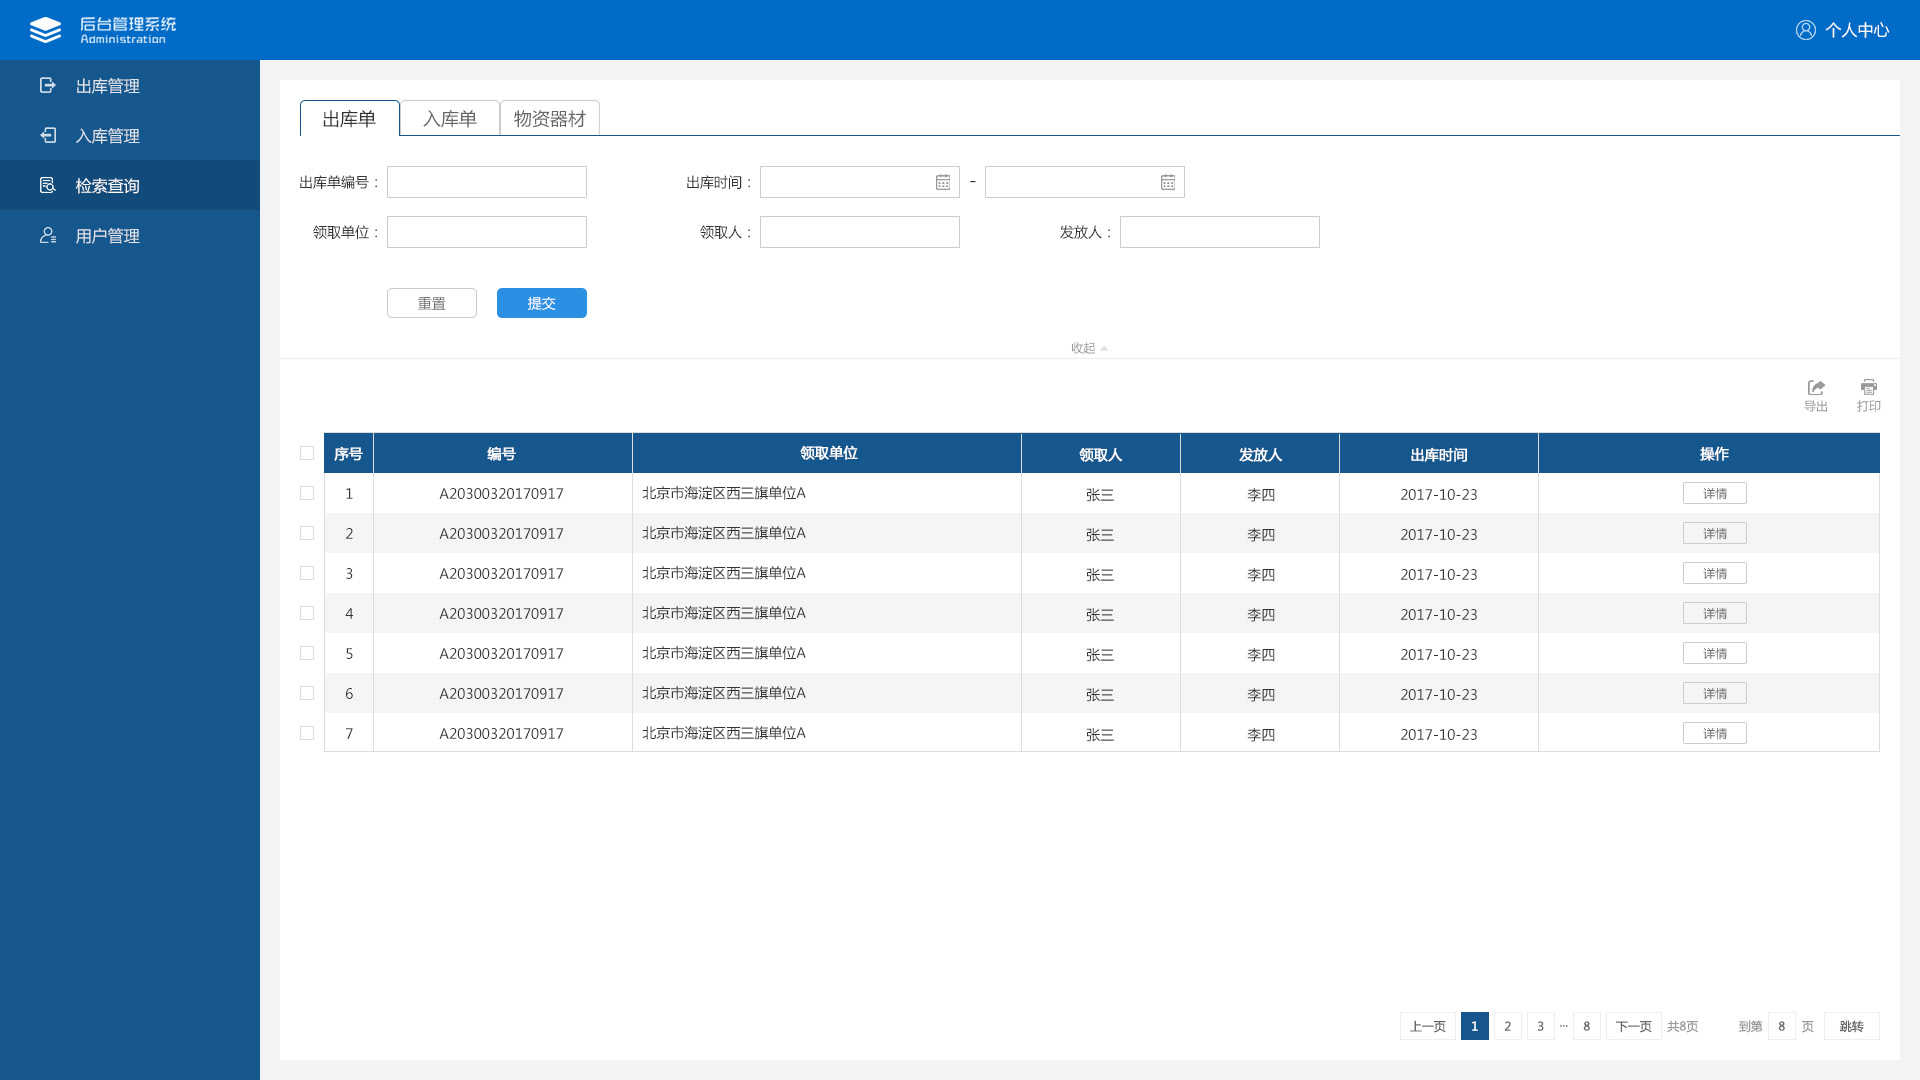 后台管理系统
Administration
个人中心
出库管理
入库管理
检索查询
用户管理
出库单 入库单 物资器材
出库单编号： 出库时间： -
领取单位： 领取人： 发放人：
重置 提交
收起
导出 打印
序号 编号 领取单位 领取人 发放人 出库时间 操作
1 A20300320170917 北京市海淀区西三旗单位A 张三 李四 2017-10-23 详情
2 A20300320170917 北京市海淀区西三旗单位A 张三 李四 2017-10-23 详情
3 A20300320170917 北京市海淀区西三旗单位A 张三 李四 2017-10-23 详情
4 A20300320170917 北京市海淀区西三旗单位A 张三 李四 2017-10-23 详情
5 A20300320170917 北京市海淀区西三旗单位A 张三 李四 2017-10-23 详情
6 A20300320170917 北京市海淀区西三旗单位A 张三 李四 2017-10-23 详情
7 A20300320170917 北京市海淀区西三旗单位A 张三 李四 2017-10-23 详情
上一页 1 2 3 ··· 8 下一页 共8页 到第 8 页 跳转